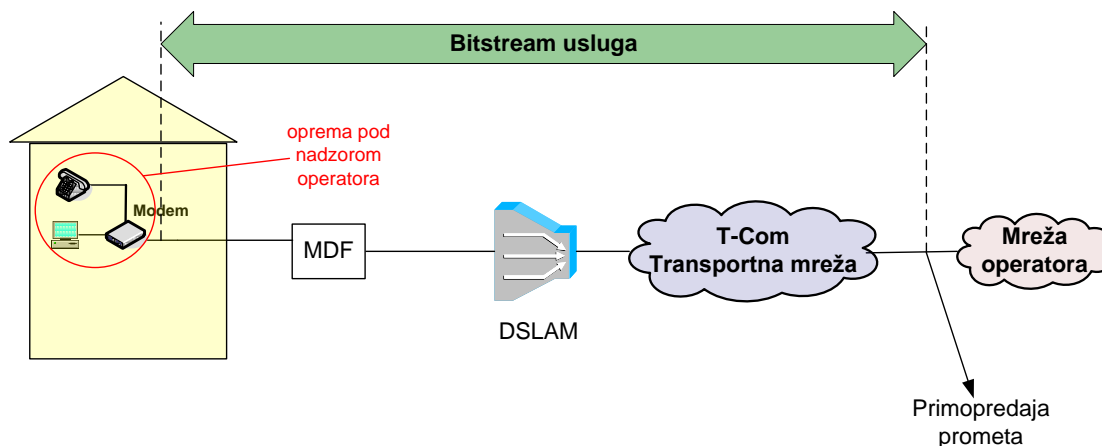 Bitstream usluga
oprema pod
nadzorom
operatora
Modem
MDF
DSLAM
T-Com
Transportna mreža
Mreža
operatora
Primopredaja
prometa